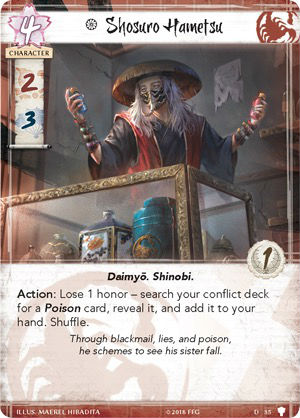 4
Shosuro Hametsu
CHARACTER
2
3
1
Daimyō. Shinobi.
Action: Lose 1 honor – search your conflict deck
for a Poison card, reveal it, and add it to your
hand. Shuffle.
Through blackmail, lies, and poison,
he schemes to see his sister fall.
ILLUS. MAEREL HIBADITA
©2018 FFG
D